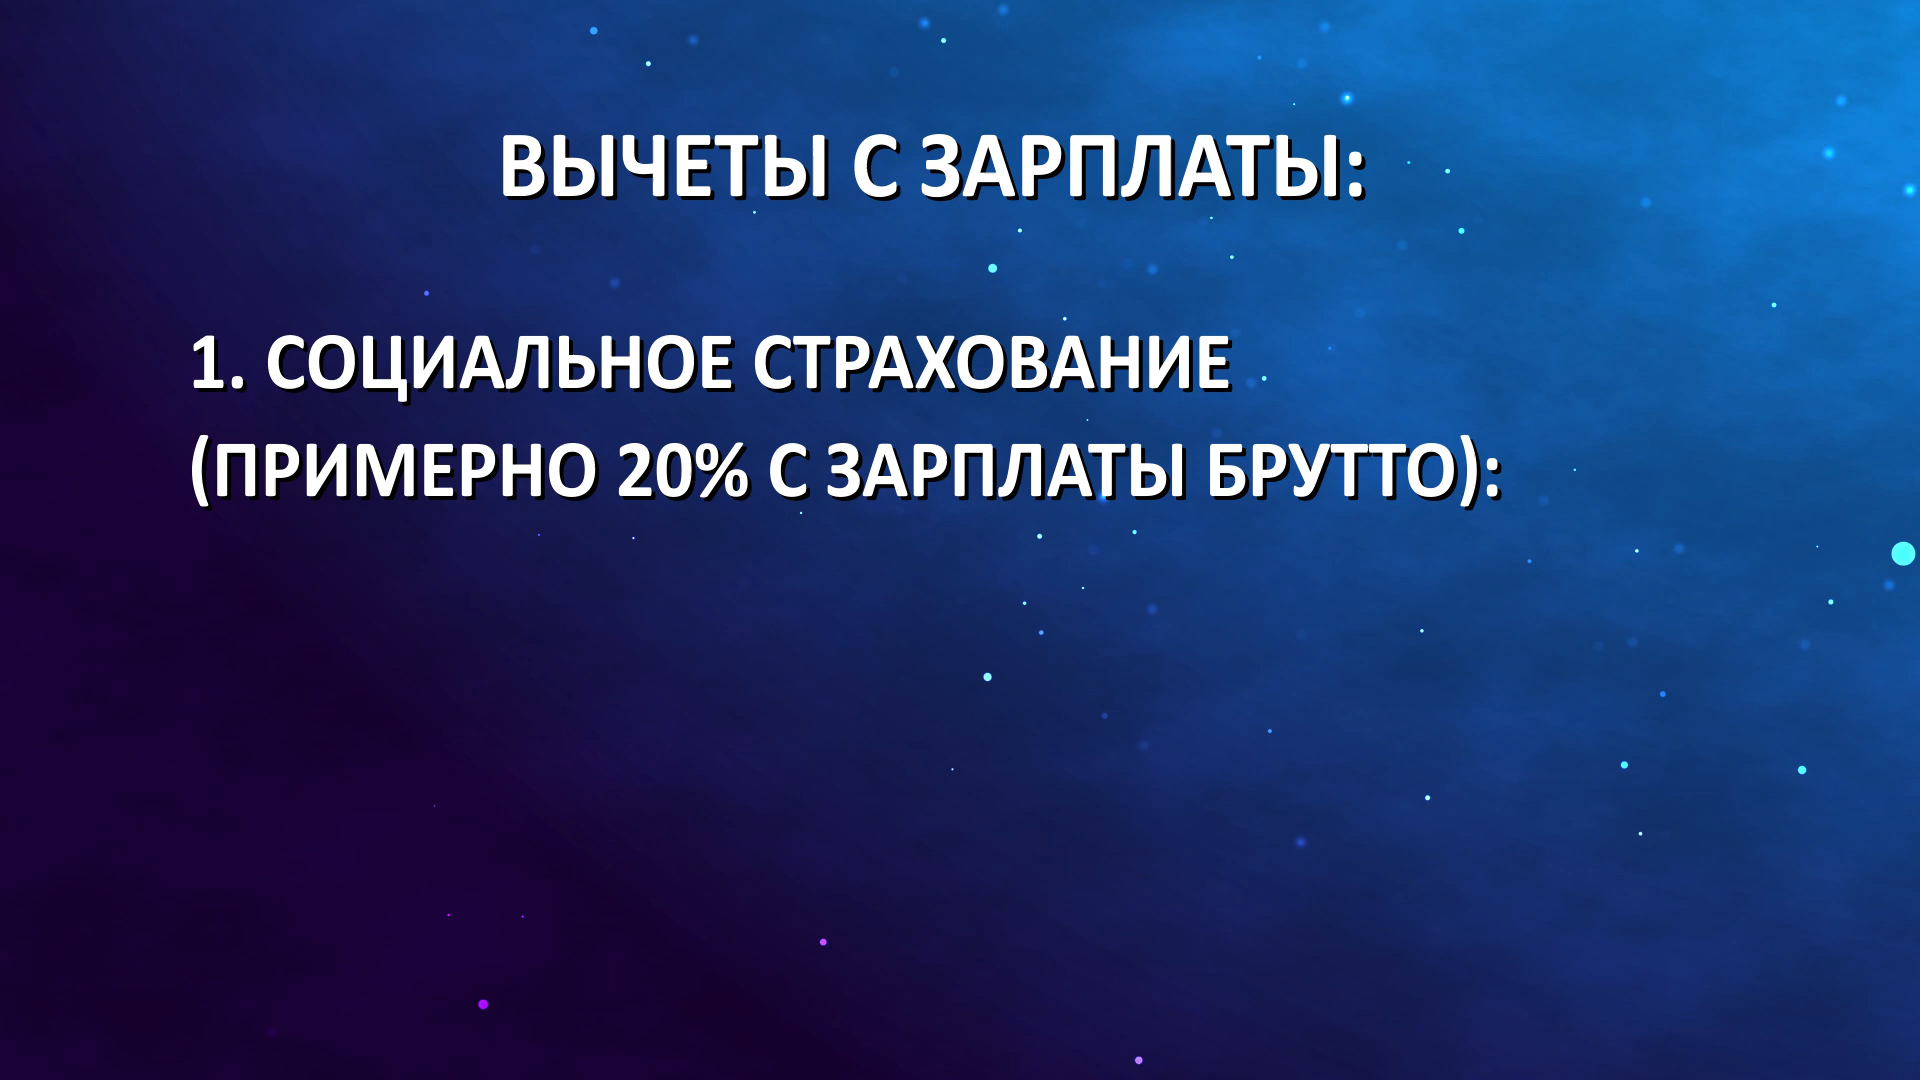 ВЫЧЕТЫ С ЗАРПЛАТЫ:
1. СОЦИАЛЬНОЕ СТРАХОВАНИЕ
(ПРИМЕРНО 20% С ЗАРПЛАТЫ БРУТТО):